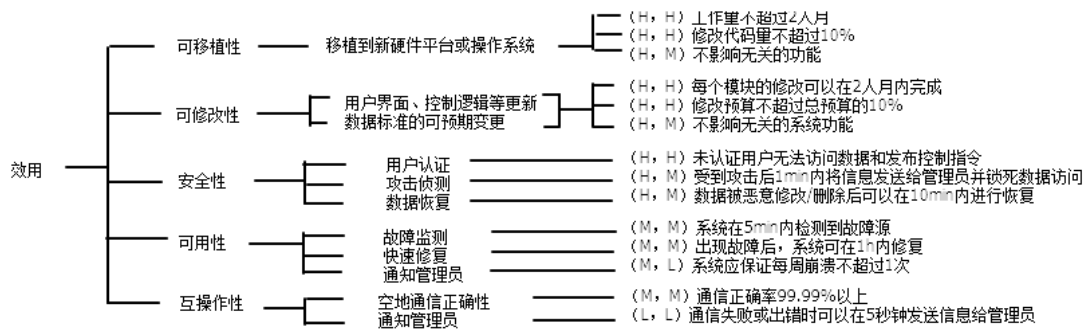 效用
可移植性
移植到新硬件平台或操作系统
(H，H) 工作量不超过2人月
(H，H) 修改代码量不超过10%
(H，M) 不影响无关的功能
可修改性
用户界面、控制逻辑等更新
数据标准的可预期变更
(H，H) 每个模块的修改可以在2人月内完成
(H，H) 修改预算不超过总预算的10%
(H，M) 不影响无关的系统功能
安全性
用户认证
攻击侦测
数据恢复
(H，H) 未认证用户无法访问数据和发布控制指令
(H，M) 受到攻击后1min内将信息发送给管理员并锁死数据访问
(H，M) 数据被恶意修改/删除后可以在10min内进行恢复
可用性
故障监测
快速修复
通知管理员
(M，M) 系统在5min内检测到故障源
(M，M) 出现故障后，系统可在1h内修复
(M，L) 系统应保证每周崩溃不超过1次
互操作性
空地通信正确性
通知管理员
(M，M) 通信正确率99.99%以上
(L，L) 通信失败或出错时可以在5秒钟发送信息给管理员